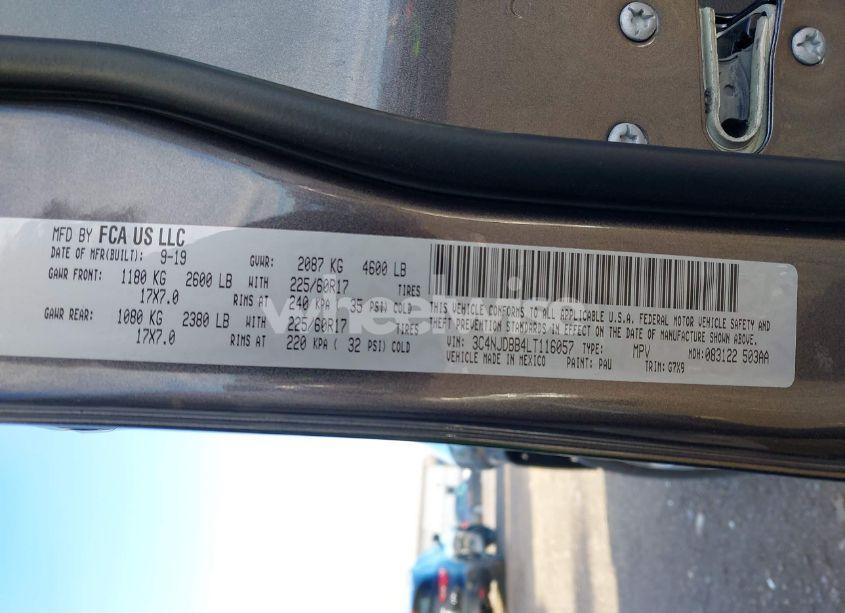 MFD BY FCA US LLC
DATE OF MFR(BUILT): 9-19 GVWR: 2087 KG 4600 LB
GAWR FRONT: 1180 KG 2600 LB WITH 225/60R17 TIRES
17X7.0 RIMS AT 240 KPA ( 35 PSI) COLD
GAWR REAR: 1080 KG 2380 LB WITH 225/60R17 TIRES
17X7.0 RIMS AT 220 KPA ( 32 PSI) COLD
THIS VEHICLE CONFORMS TO ALL APPLICABLE U.S.A. FEDERAL MOTOR VEHICLE SAFETY AND
THEFT PREVENTION STANDARDS IN EFFECT ON THE DATE OF MANUFACTURE SHOWN ABOVE.
VIN: 3C4NJDBB4LT116057 TYPE: MPV MDH: 083122 503AA
VEHICLE MADE IN MEXICO PAINT: PAU TRIM: G7X9